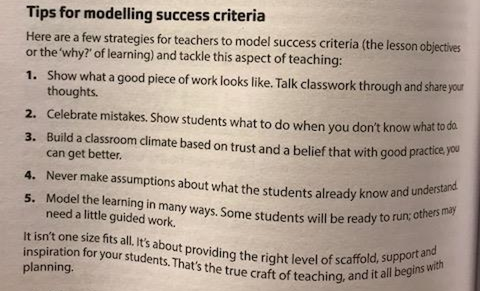 Tips for modelling success criteria
Here are a few strategies for teachers to model success criteria (the lesson objectives
or the ‘why?’ of learning) and tackle this aspect of teaching:
1. Show what a good piece of work looks like. Talk classwork through and share your
thoughts.
2. Celebrate mistakes. Show students what to do when you don’t know what to do.
3. Build a classroom climate based on trust and a belief that with good practice, you
can get better.
4. Never make assumptions about what the students already know and understand.
5. Model the learning in many ways. Some students will be ready to run; others may
need a little guided work.
It isn’t one size fits all. It’s about providing the right level of scaffold, support and
inspiration for your students. That’s the true craft of teaching, and it all begins with
planning.